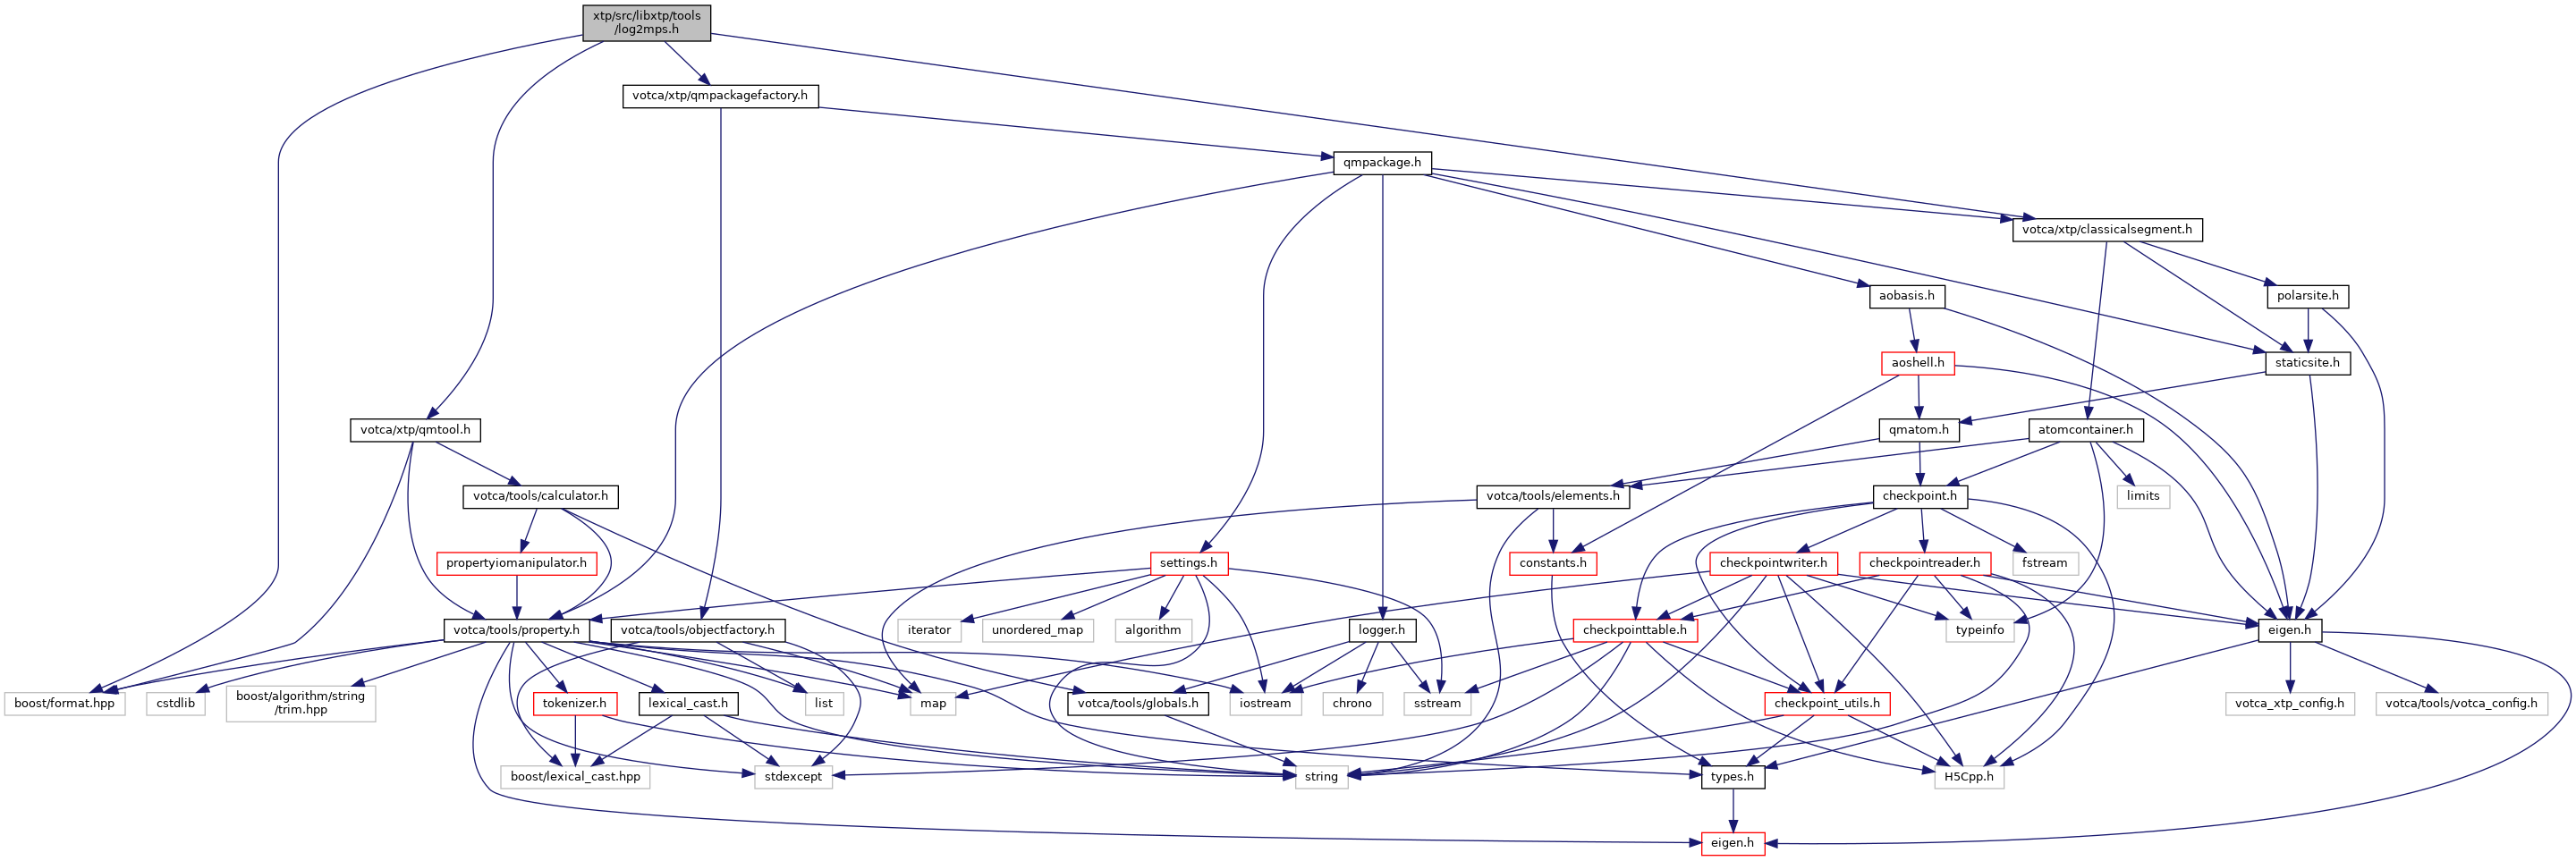 xtp/src/libxtp/tools
/log2mps.h
votca/xtp/qmpackagefactory.h
qmpackage.h
votca/xtp/classicalsegment.h
aobasis.h
polarsite.h
aoshell.h
staticsite.h
votca/xtp/qmtool.h
qmatom.h
atomcontainer.h
votca/tools/calculator.h
votca/tools/elements.h
checkpoint.h
limits
propertyiomanipulator.h
settings.h
constants.h
checkpointwriter.h
checkpointreader.h
fstream
votca/tools/property.h
votca/tools/objectfactory.h
iterator
unordered_map
algorithm
logger.h
checkpointtable.h
typeinfo
eigen.h
boost/format.hpp
cstdlib
boost/algorithm/string
/trim.hpp
tokenizer.h
lexical_cast.h
list
map
votca/tools/globals.h
iostream
chrono
sstream
checkpoint_utils.h
votca_xtp_config.h
votca/tools/votca_config.h
boost/lexical_cast.hpp
stdexcept
string
types.h
H5Cpp.h
eigen.h